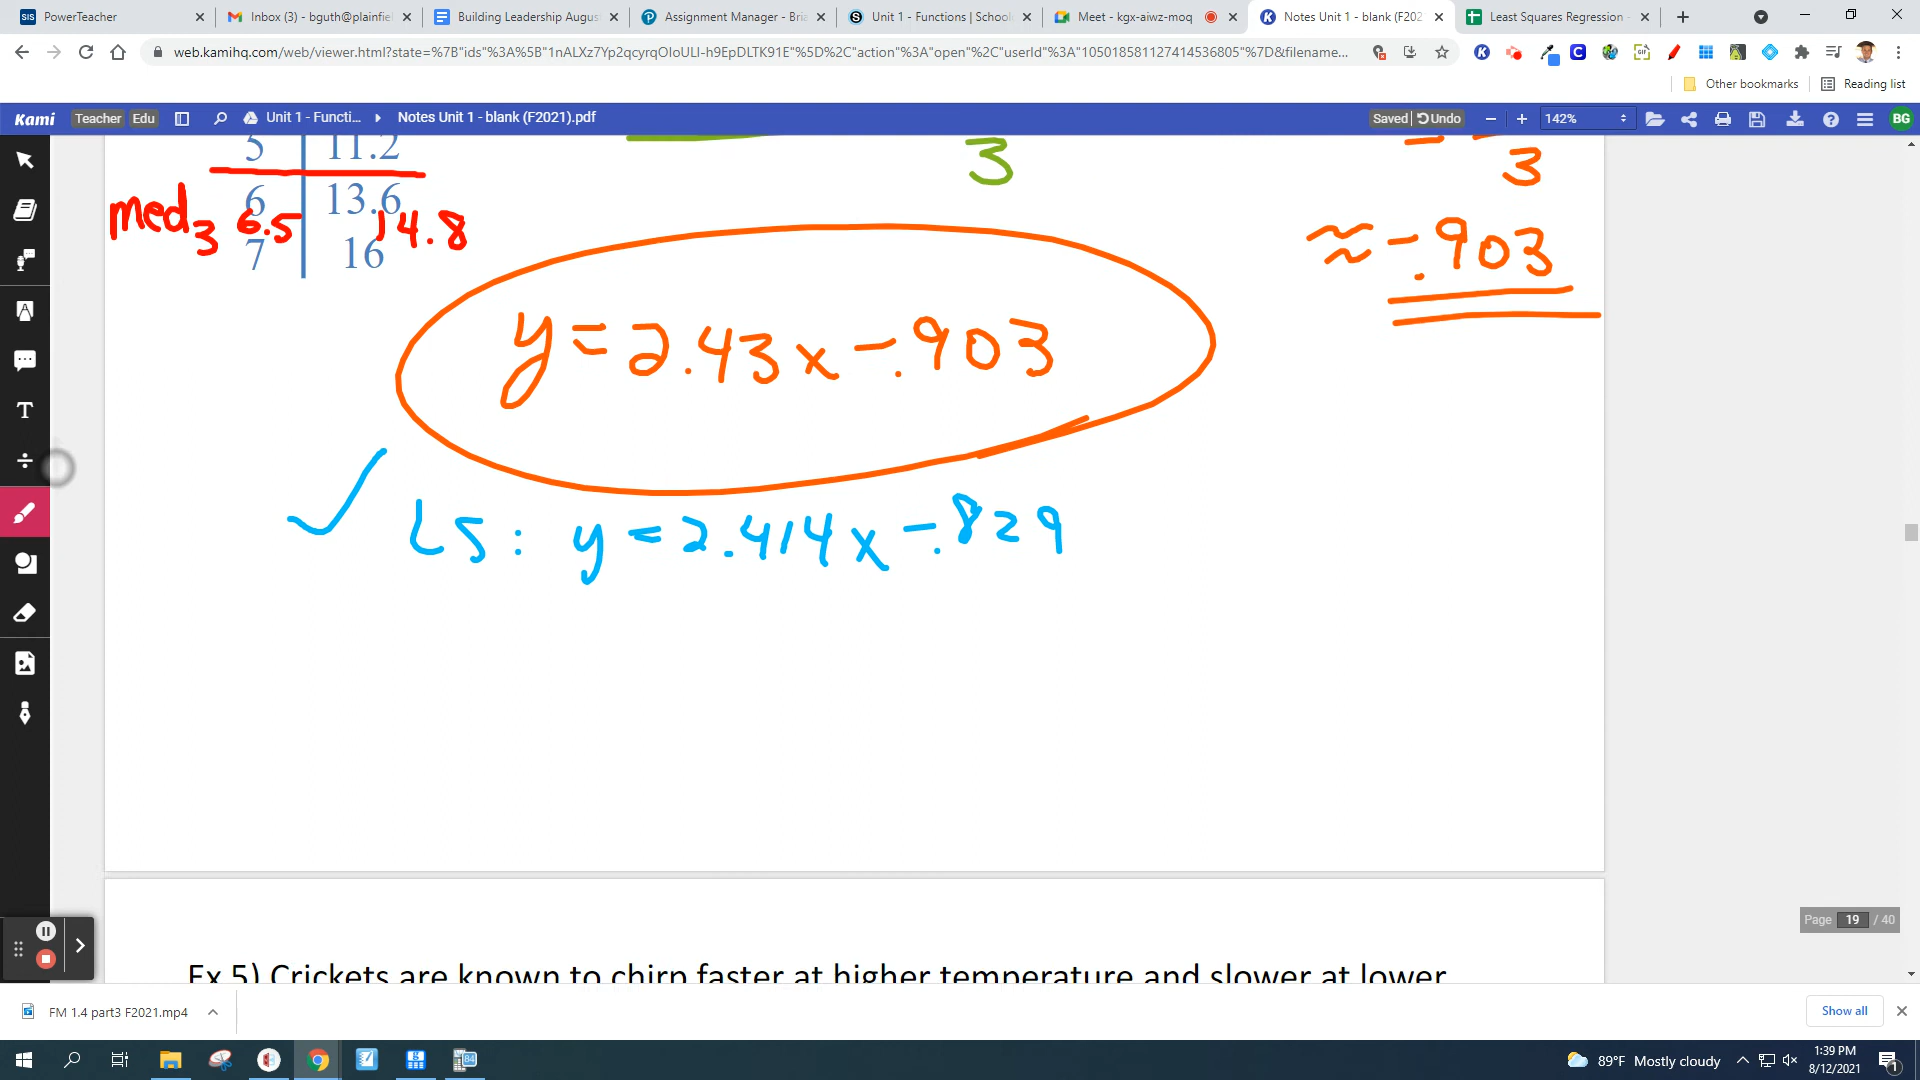 PowerTeacher
Inbox (3) - bguth@plainfie
Building Leadership Augus
Assignment Manager - Bria
Unit 1 - Functions | School
Meet - kgx-aiwz-moq
Notes Unit 1 - blank (F202
Least Squares Regression -
web.kamihq.com/web/viewer.html?state=%7B"ids"%3A%5B"1nALXz7Yp2qcyrqOIoULI-h9EpDLTK91E"%5D%2C"action"%3A"open"%2C"userId"%3A"105018581127414536805"%7D&filename...
Other bookmarks
Reading list
Kami Teacher Edu
Unit 1 - Functi...
Notes Unit 1 - blank (F2021).pdf
Saved Undo
142%
BG
5 11.2
6 13.6
med3 6.5 14.8
7 16
3
3
≈ -.903
y = 2.43x -.903
LS: y = 2.414x -.829
Page 19 / 40
Ex 5) Crickets are known to chirp faster at higher temperature and slower at lower
FM 1.4 part3 F2021.mp4
Show all
89°F Mostly cloudy
1:39 PM
8/12/2021